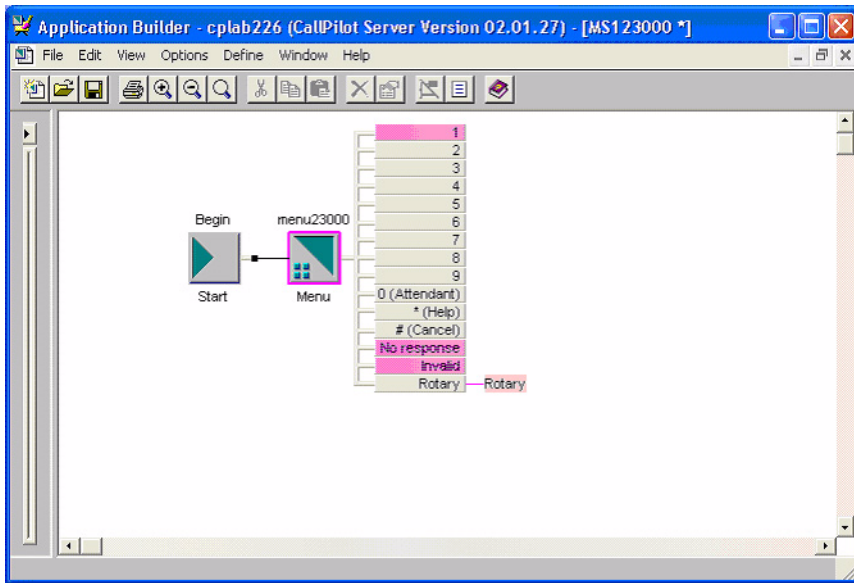 Application Builder - cplab226 (CallPilot Server Version 02.01.27) - [MS123000 *]
File Edit View Options Define Window Help
1
2
3
4
5
Begin menu23000 6
7
8
9
Start Menu 0 (Attendant)
* (Help)
# (Cancel)
No response
Invalid
Rotary Rotary